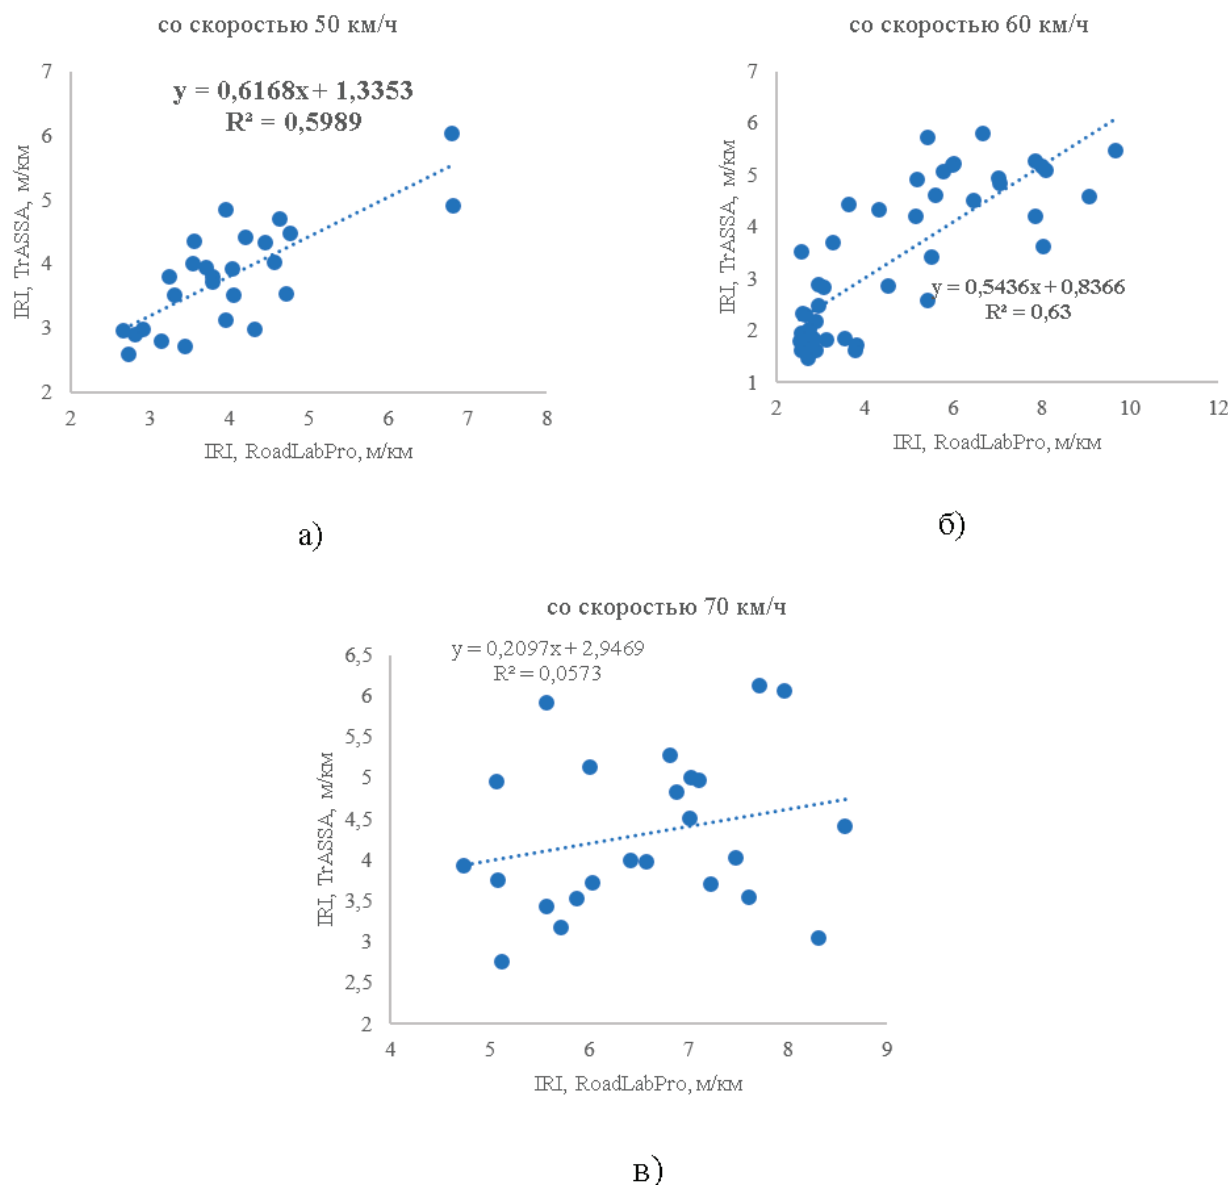 со скоростью 50 км/ч
y = 0,6168x + 1,3353
R² = 0,5989
7
6
5
4
3
2
2 3 4 5 6 7 8
IRI, TrASSA, м/км
IRI, RoadLabPro, м/км
а)
со скоростью 60 км/ч
7
6
5
4
3
2
1
y = 0,5436x + 0,8366
R² = 0,63
2 4 6 8 10 12
IRI, TrASSA, м/км
IRI, RoadLabPro, м/км
б)
со скоростью 70 км/ч
y = 0,2097x + 2,9469
R² = 0,0573
6,5
6
5,5
5
4,5
4
3,5
3
2,5
2
4 5 6 7 8 9
IRI, TrASSA, м/км
IRI, RoadLabPro, м/км
в)